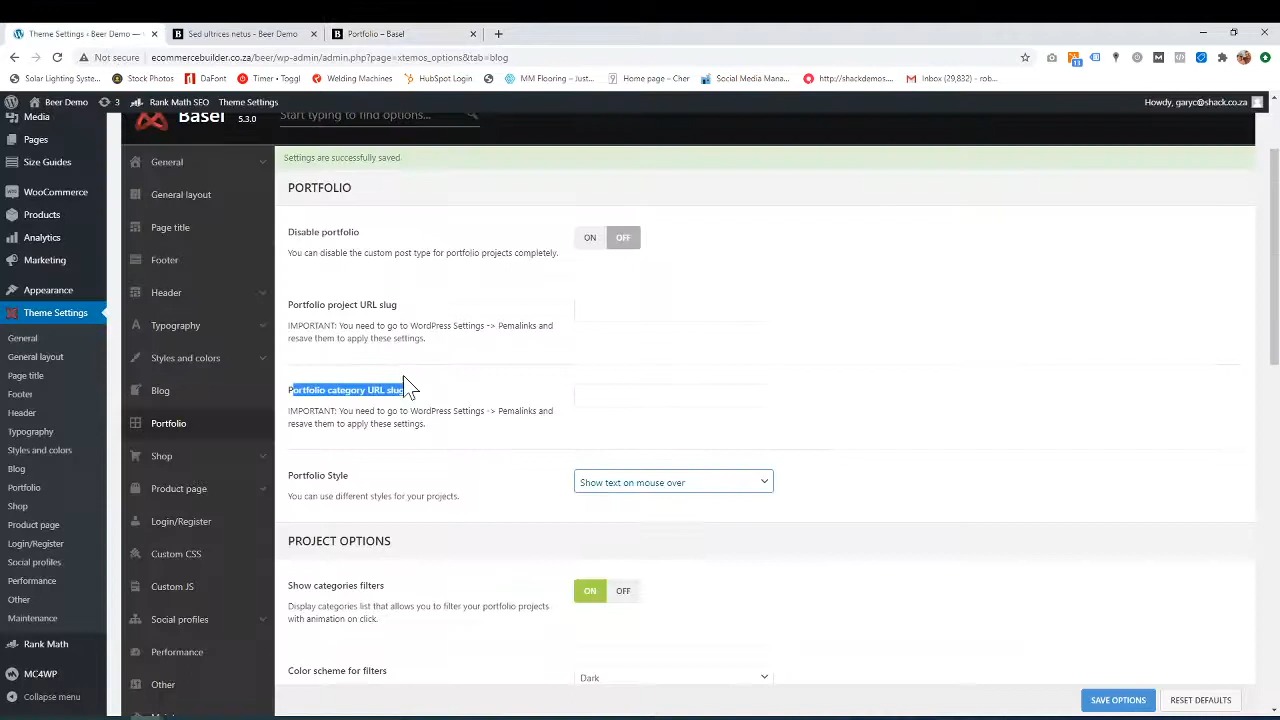 Theme Settings ‹ Beer Demo —
Sed ultrices netus - Beer Demo
Portfolio – Basel
Not secure
ecommercebuilder.co.za/beer/wp-admin/admin.php?page=xtemos_options&tab=blog
Solar Lighting Syste...
Stock Photos
DaFont
Timer • Toggl
Welding Machines
HubSpot Login
MM Flooring – Just...
Home page – Cher
Social Media Mana...
http://shackdemos...
Inbox (29,832) - rob...
Beer Demo
3
Rank Math SEO
Theme Settings
Howdy, garyc@shack.co.za
Media
Pages
Size Guides
WooCommerce
Products
Analytics
Marketing
Appearance
Theme Settings
General
General layout
Page title
Footer
Header
Typography
Styles and colors
Blog
Portfolio
Shop
Product page
Login/Register
Social profiles
Performance
Other
Maintenance
Rank Math
MC4WP
Collapse menu
Basel
5.3.0
Start typing to find options...
General
General layout
Page title
Footer
Header
Typography
Styles and colors
Blog
Portfolio
Shop
Product page
Login/Register
Custom CSS
Custom JS
Social profiles
Performance
Other
Settings are successfully saved.
PORTFOLIO
Disable portfolio
You can disable the custom post type for portfolio projects completely.
ON OFF
Portfolio project URL slug
IMPORTANT: You need to go to WordPress Settings -> Pemalinks and
resave them to apply these settings.
Portfolio category URL slug
IMPORTANT: You need to go to WordPress Settings -> Pemalinks and
resave them to apply these settings.
Portfolio Style
You can use different styles for your projects.
Show text on mouse over
PROJECT OPTIONS
Show categories filters
Display categories list that allows you to filter your portfolio projects
with animation on click.
ON OFF
Color scheme for filters
Dark
SAVE OPTIONS
RESET DEFAULTS